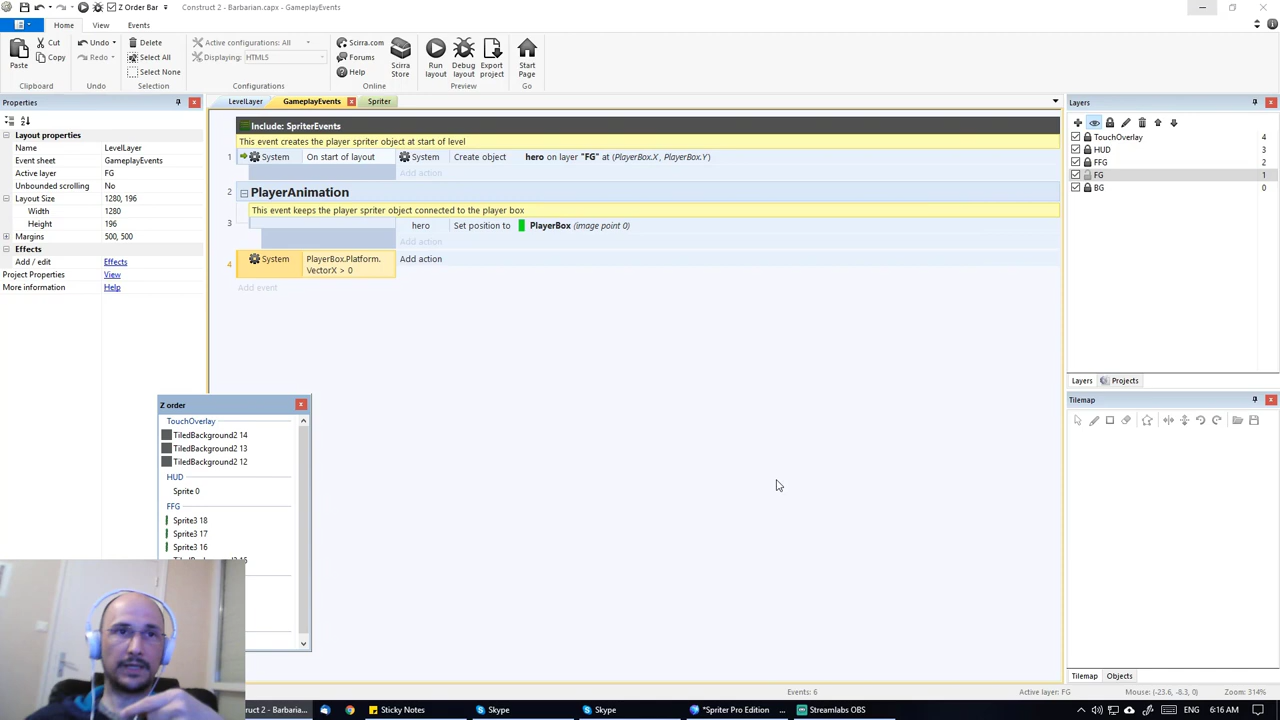 Z Order Bar
Construct 2 - Barbarian.capx: GameplayEvents
Home
View
Events
Paste
Cut
Copy
Clipboard
Undo
Redo
Undo
Delete
Select All
Select None
Selection
Active configurations: All
Displaying: HTML5
Configurations
Scirra.com
Forums
Help
Scirra Store
Online
Run layout
Debug layout
Export project
Preview
Start Page
Go
Properties
Layout properties
Name LevelLayer
Event sheet GameplayEvents
Active layer FG
Unbounded scrolling No
Layout Size 1280, 196
Width 1280
Height 196
Margins 500, 500
Effects
Add / edit Effects
Project Properties View
More information Help
LevelLayer
GameplayEvents
Spriter
Include: SpriterEvents
This event creates the player spriter object at start of level
1 System On start of layout System Create object hero on layer "FG" at (PlayerBox.X, PlayerBox.Y)
Add action
2 PlayerAnimation
This event keeps the player spriter object connected to the player box
3 hero Set position to PlayerBox (image point 0)
Add action
4 System PlayerBox.Platform. Add action
VectorX > 0
Add event
Z order
TouchOverlay
TiledBackground2 14
TiledBackground2 13
TiledBackground2 12
HUD
Sprite 0
FFG
Sprite3 18
Sprite3 17
Sprite3 16
Layers
TouchOverlay 4
HUD 3
FFG 2
FG 1
BG 0
Layers
Projects
Tilemap
Tilemap
Objects
Events: 6
Active layer: FG
Mouse: (-23.6, -8.3, 0)
Zoom: 314%
nstruct 2 - Barbarian...
Sticky Notes
Skype
Skype
*Spriter Pro Edition ...
Streamlabs OBS
ENG
6:16 AM